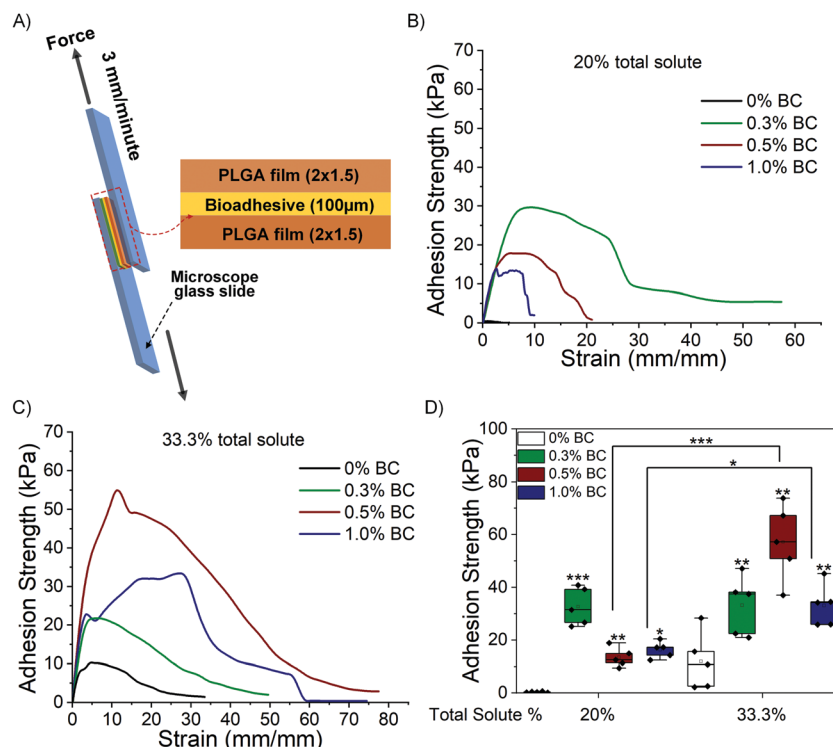 A)
Force
3 mm/minute
PLGA film (2x1.5)
Bioadhesive (100µm)
PLGA film (2x1.5)
Microscope
glass slide
B)
20% total solute
0% BC
0.3% BC
0.5% BC
1.0% BC
Adhesion Strength (kPa)
70
60
50
40
30
20
10
0
0 10 20 30 40 50 60
Strain (mm/mm)
C)
33.3% total solute
0% BC
0.3% BC
0.5% BC
1.0% BC
Adhesion Strength (kPa)
70
60
50
40
30
20
10
0
0 10 20 30 40 50 60 70 80
Strain (mm/mm)
D)
0% BC
0.3% BC
0.5% BC
1.0% BC
***
*
***
**
*
**
**
**
Adhesion Strength (kPa)
100
80
60
40
20
0
Total Solute % 20% 33.3%